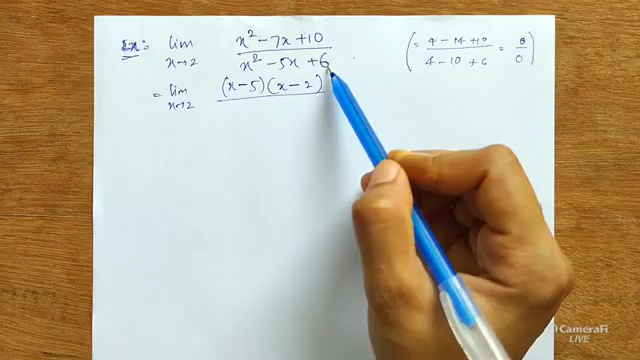 Ex: lim x→2 (x² - 7x + 10)/(x² - 5x + 6) (= (4 - 14 + 10)/(4 - 10 + 6) = 0/0)
= lim x→2 (x - 5)(x - 2)
CameraFi
LIVE